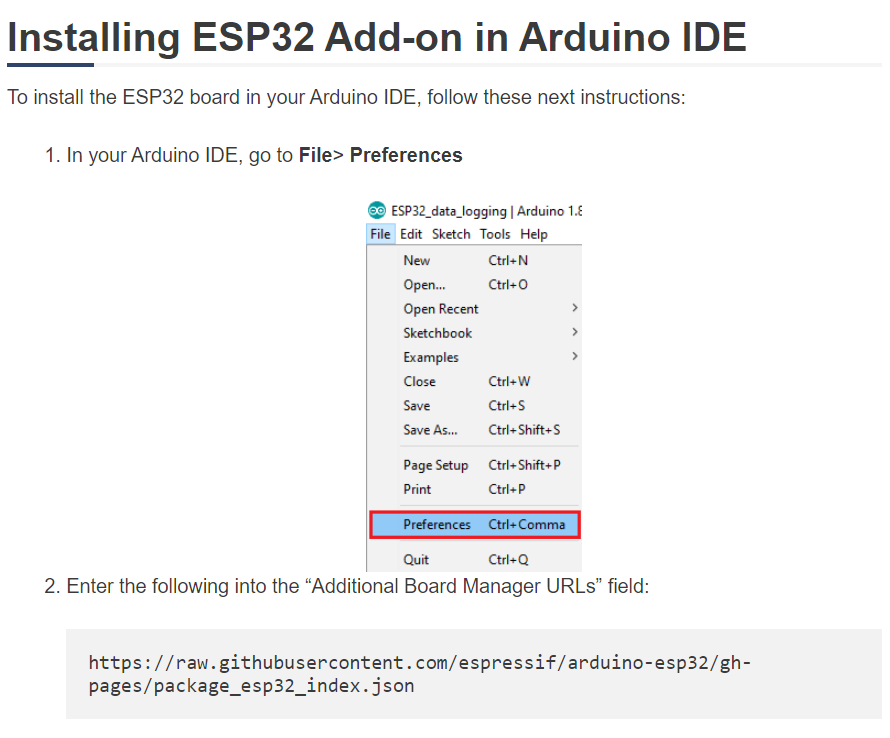 Installing ESP32 Add-on in Arduino IDE
To install the ESP32 board in your Arduino IDE, follow these next instructions:
1. In your Arduino IDE, go to File> Preferences
ESP32_data_logging | Arduino 1.8
File Edit Sketch Tools Help
New Ctrl+N
Open... Ctrl+O
Open Recent >
Sketchbook >
Examples >
Close Ctrl+W
Save Ctrl+S
Save As... Ctrl+Shift+S
Page Setup Ctrl+Shift+P
Print Ctrl+P
Preferences Ctrl+Comma
Quit Ctrl+Q
2. Enter the following into the “Additional Board Manager URLs” field:
https://raw.githubusercontent.com/espressif/arduino-esp32/gh-
pages/package_esp32_index.json